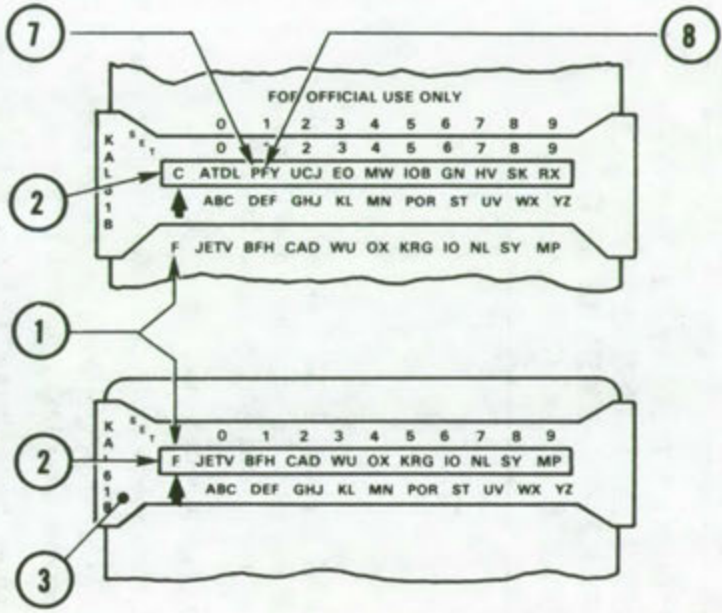 7
8
FOR OFFICIAL USE ONLY
0 1 2 3 4 5 6 7 8 9
SET
0 2 3 4 5 6 7 8 9
KAL61B
2
C ATDL PFY UCJ EO MW IOB GN HV SK RX
ABC DEF GHJ KL MN POR ST UV WX YZ
F JETV BFH CAD WU OX KRG IO NL SY MP
1
SET
0 1 2 3 4 5 6 7 8 9
KAL61B
2
F JETV BFH CAD WU OX KRG IO NL SY MP
ABC DEF GHJ KL MN POR ST UV WX YZ
3